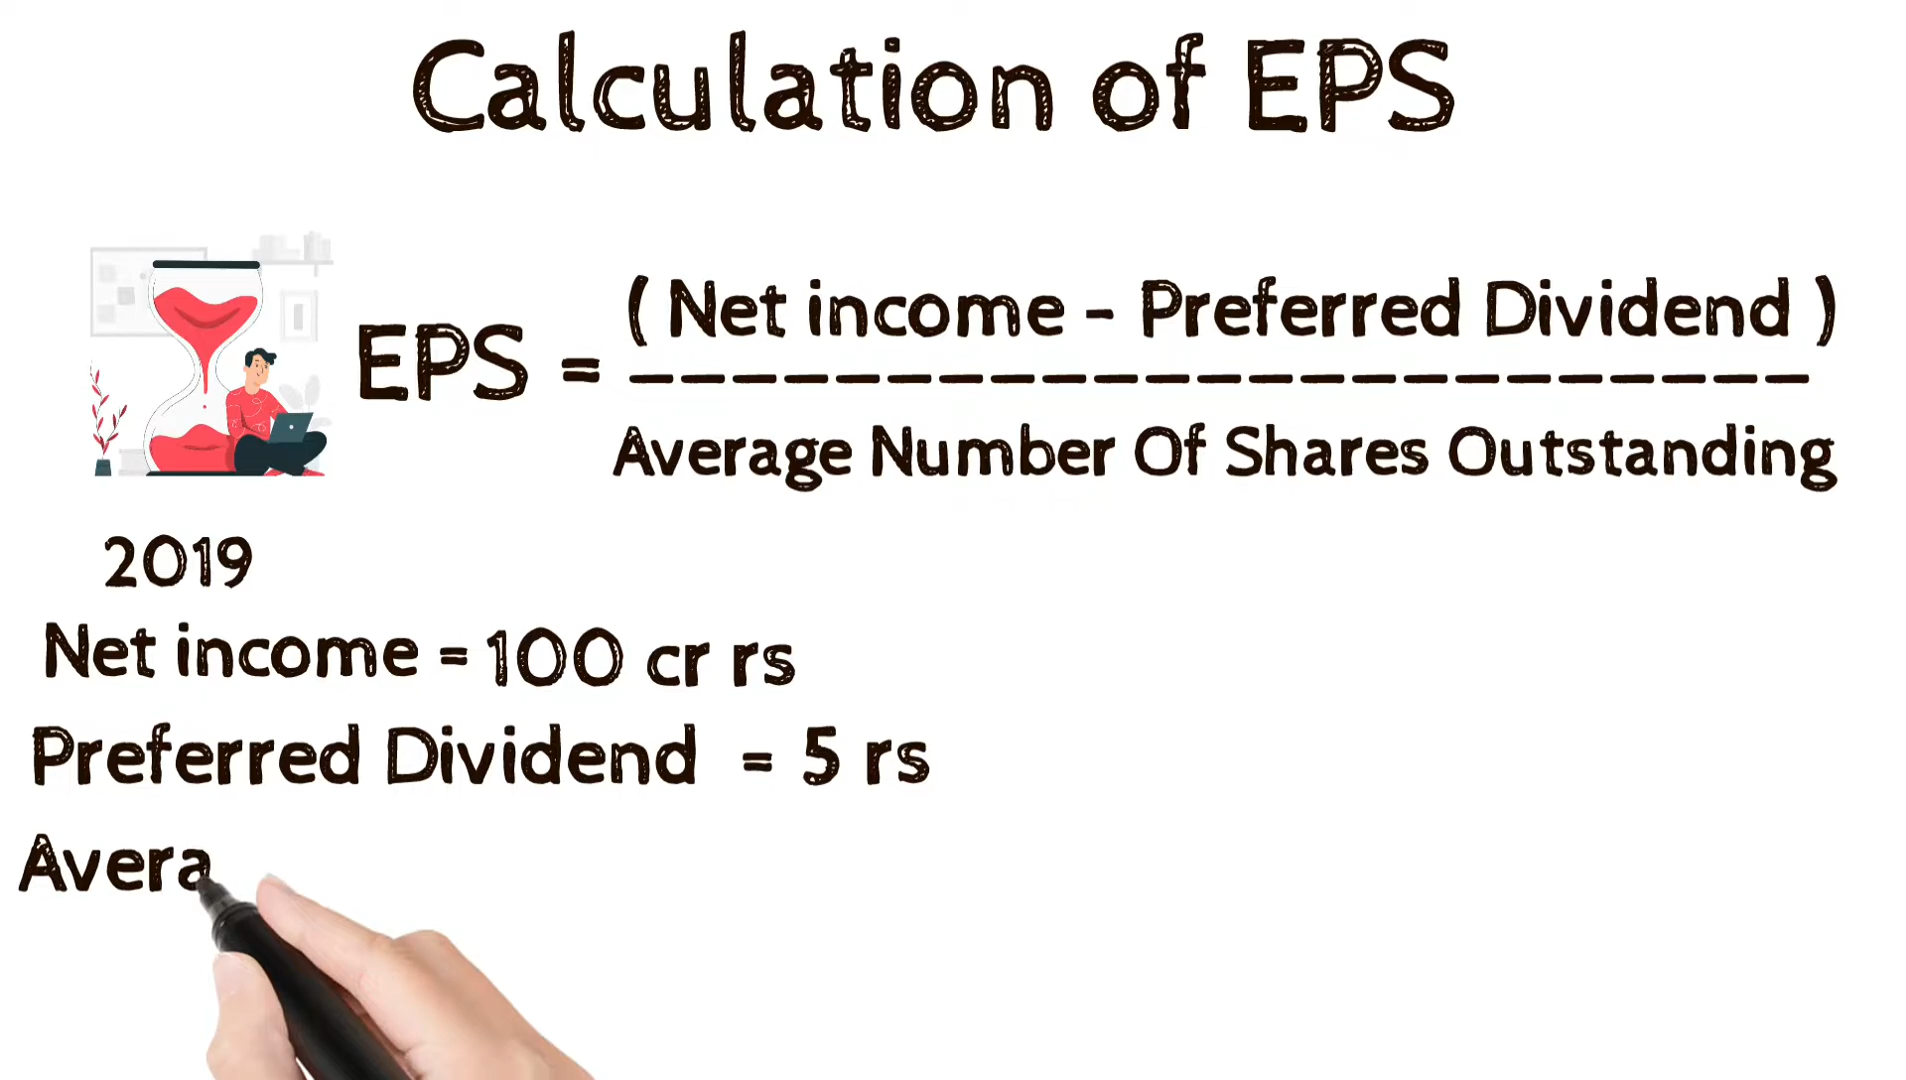 Calculation of EPS
( Net income - Preferred Dividend )
EPS = 
Average Number Of Shares Outstanding
2019
Net income = 100 cr rs
Preferred Dividend = 5 rs
Avera